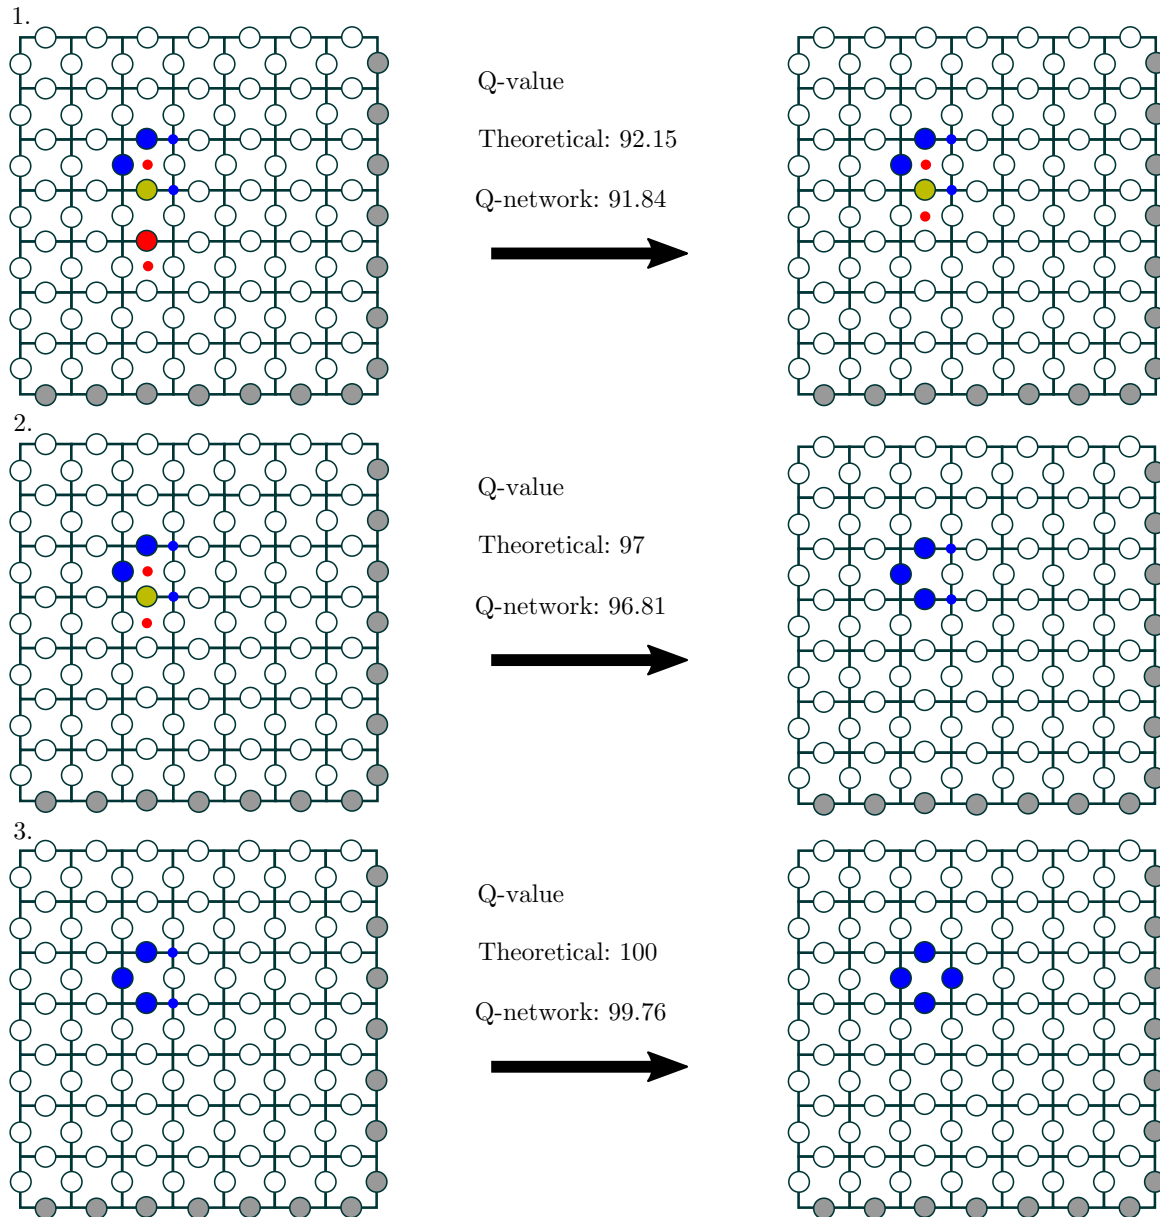 1.
Q-value
Theoretical: 92.15
Q-network: 91.84
2.
Q-value
Theoretical: 97
Q-network: 96.81
3.
Q-value
Theoretical: 100
Q-network: 99.76